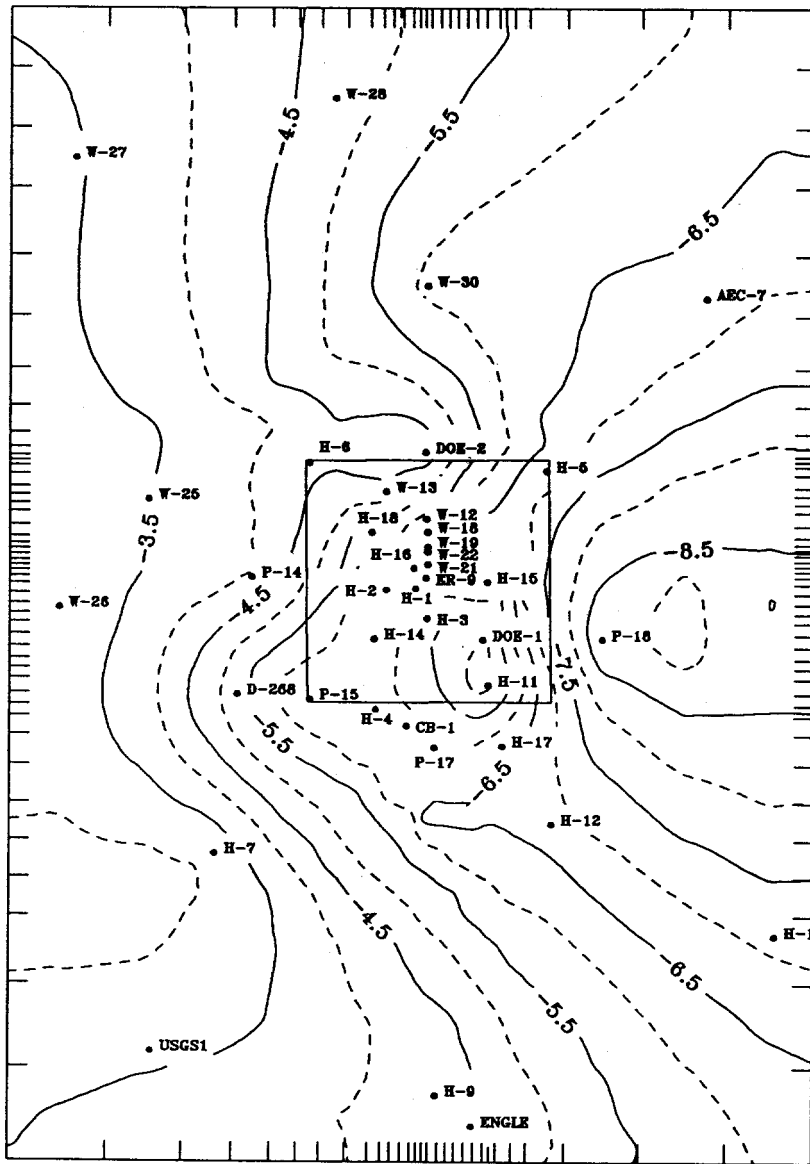 W-28
-4.5
-5.5
W-27
-6.5
W-30
AEC-7
H-6
DOE-2
H-5
W-13
W-25
W-12
H-18
W-18
-3.5
W-19
H-16
W-22
-8.5
P-14
W-21
ER-9
H-15
H-2
H-1
-4.5
W-26
H-3
H-14
DOE-1
P-18
H-11
-7.5
D-268
P-15
H-4
CB-1
-5.5
P-17
H-17
-6.5
H-12
H-7
-4.5
H-1
-6.5
-5.5
USGS1
H-9
ENGLE